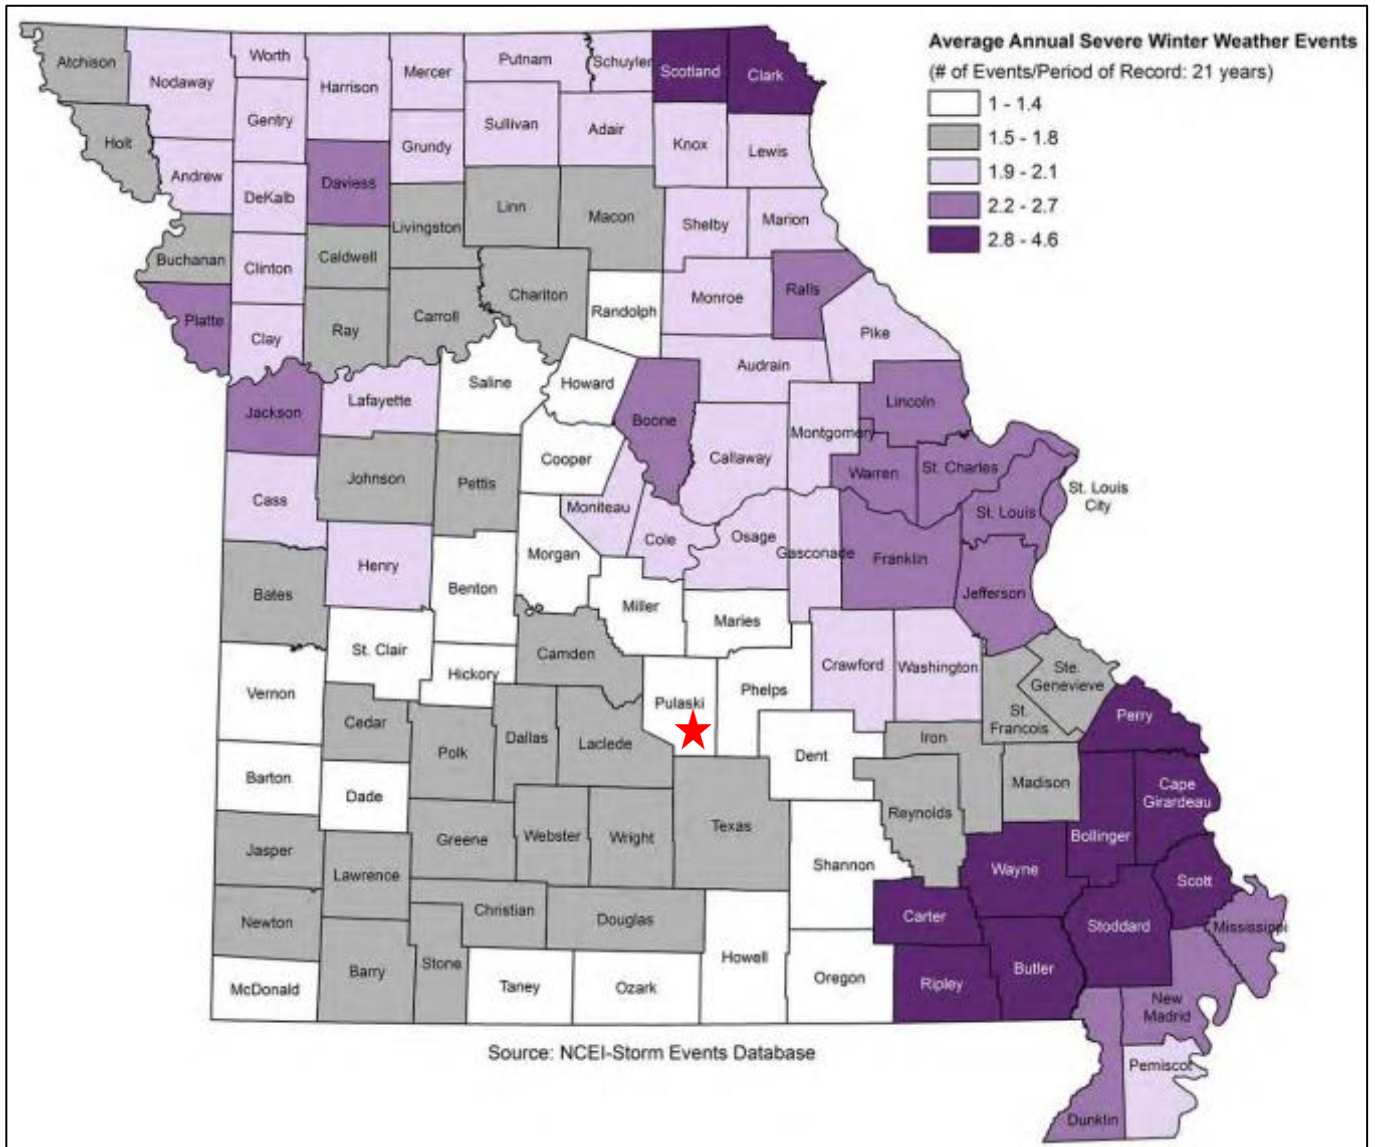 Average Annual Severe Winter Weather Events
(# of Events/Period of Record: 21 years)
1 - 1.4
1.5 - 1.8
1.9 - 2.1
2.2 - 2.7
2.8 - 4.6
Atchison
Nodaway
Worth
Harrison
Mercer
Putnam
Schuyler
Scotland
Clark
Holt
Gentry
Sullivan
Adair
Knox
Lewis
Andrew
DeKalb
Daviess
Grundy
Livingston
Linn
Macon
Shelby
Marion
Buchanan
Clinton
Caldwell
Chariton
Randolph
Monroe
Ralls
Pike
Platte
Clay
Ray
Carroll
Saline
Howard
Audrain
Jackson
Lafayette
Boone
Lincoln
Callaway
Montgomery
Cooper
Warren
St. Charles
St. Louis
City
St. Louis
Johnson
Pettis
Cass
Moniteau
Cole
Osage
Gasconade
Franklin
Jefferson
Henry
Morgan
Bates
Benton
Miller
Maries
St. Clair
Camden
Hickory
Vernon
Pulaski
Phelps
Crawford
Washington
Ste.
Genevieve
St.
Francois
Perry
Cedar
Polk
Dallas
Laclede
Dent
Iron
Madison
Cape
Girardeau
Barton
Dade
Texas
Reynolds
Bollinger
Jasper
Greene
Webster
Wright
Shannon
Wayne
Scott
Lawrence
Newton
Christian
Douglas
Carter
Stoddard
Mississippi
McDonald
Barry
Stone
Taney
Ozark
Howell
Oregon
Ripley
Butler
New
Madrid
Pemiscot
Dunklin
Source: NCEI-Storm Events Database